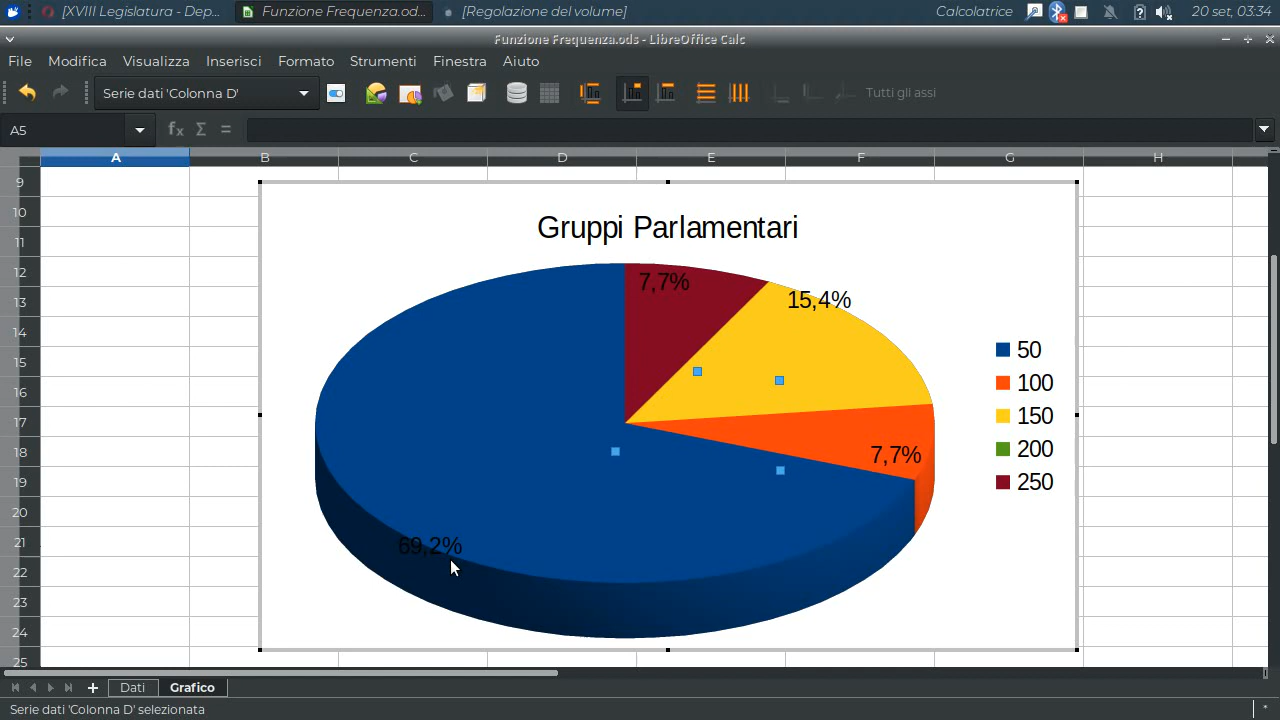 [XVIII Legislatura - Dep... Funzione Frequenza.od... [Regolazione del volume] Calcolatrice 20 set, 03:34
Funzione Frequenza.ods - LibreOffice Calc
File Modifica Visualizza Inserisci Formato Strumenti Finestra Aiuto
Serie dati 'Colonna D' Tutti gli assi
A5
A B C D E F G H
9
10
11
12
13
14
15
16
17
18
19
20
21
22
23
24
25
Gruppi Parlamentari
7,7%
15,4%
7,7%
69,2%
50
100
150
200
250
Dati Grafico
Serie dati 'Colonna D' selezionata